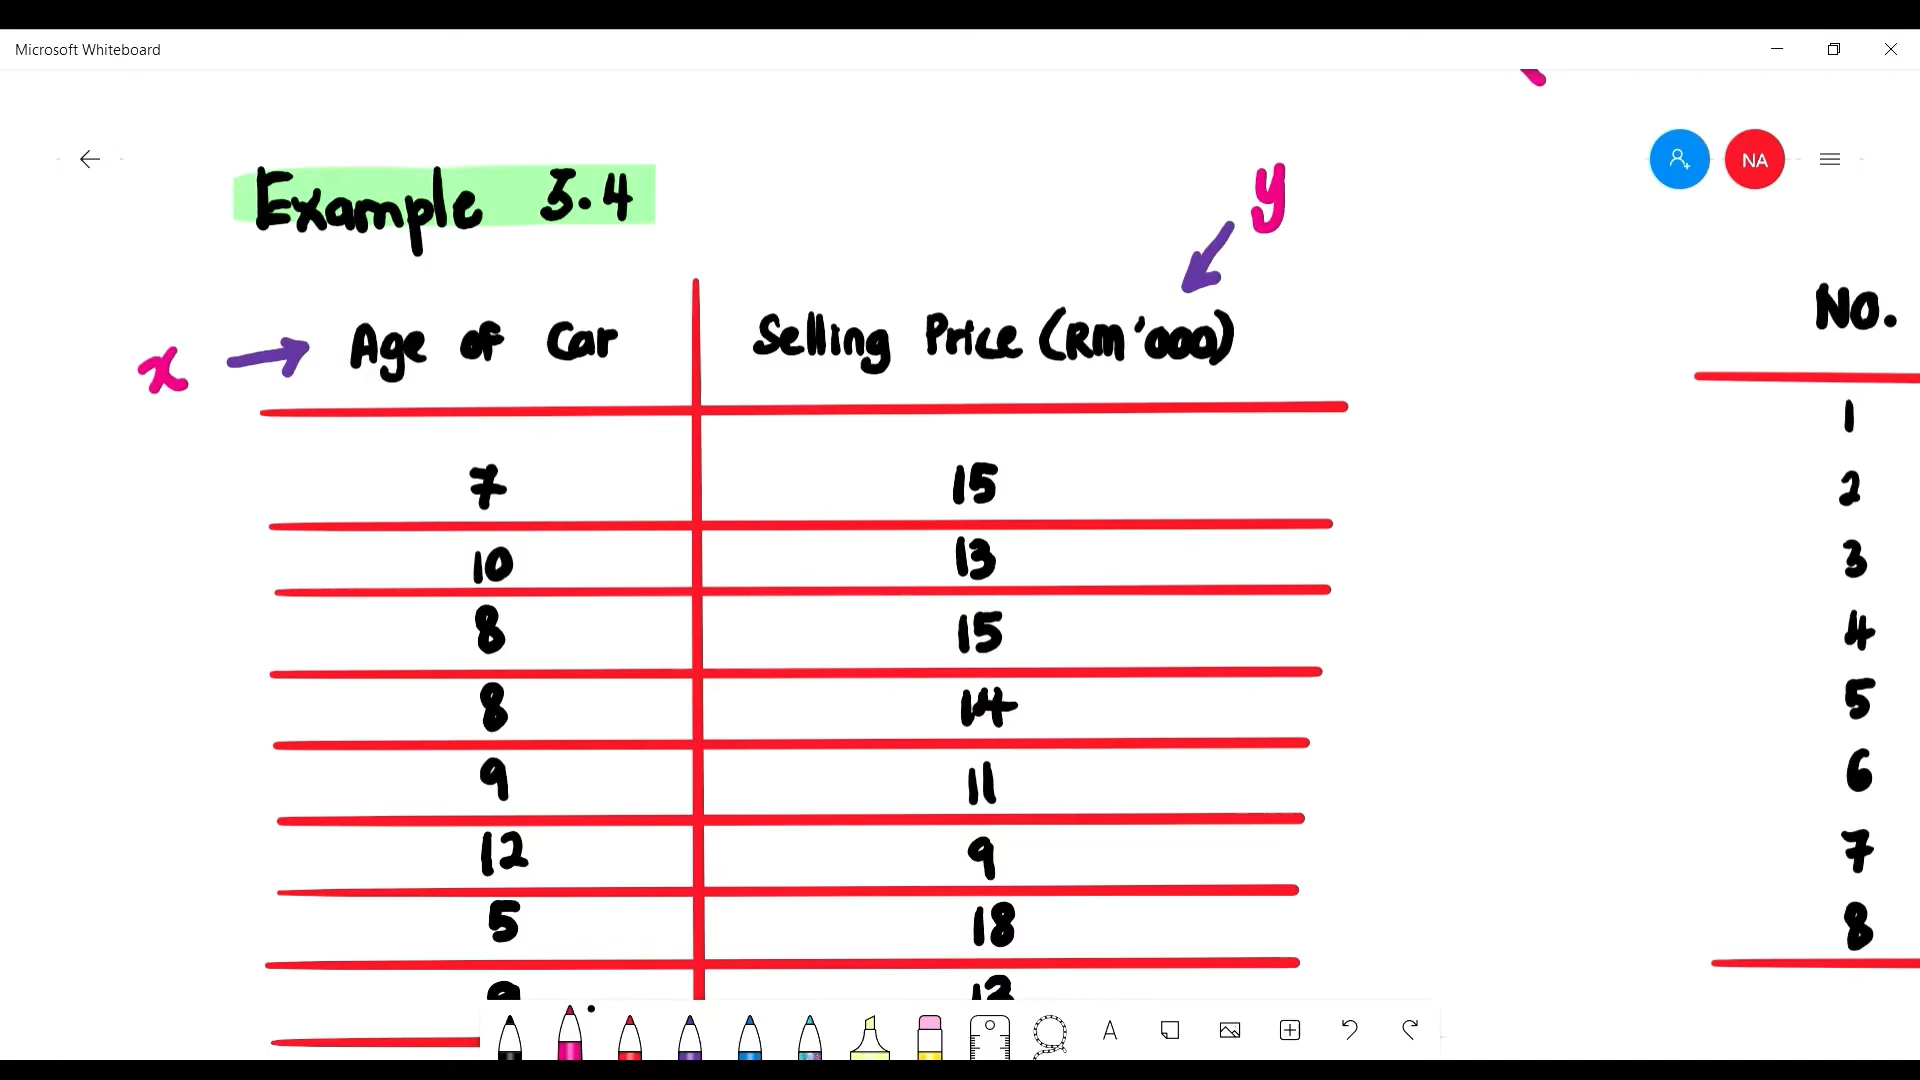 Microsoft Whiteboard
NA
Example 3.4
y
x
Age of Car Selling Price (RM'000)
7 15
10 13
8 15
8 14
9 11
12 9
5 18
No.
1
2
3
4
5
6
7
8